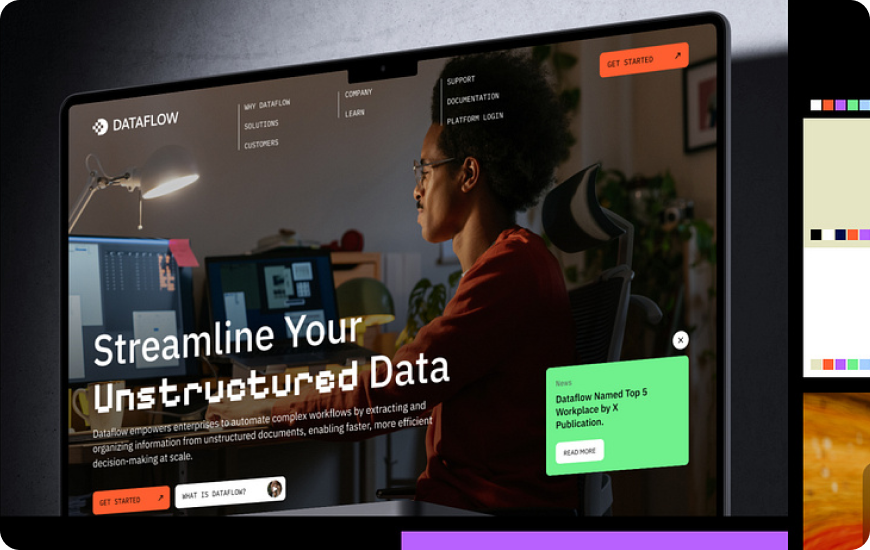 DATAFLOW
WHY DATAFLOW
SOLUTIONS
CUSTOMERS
COMPANY
LEARN
SUPPORT
DOCUMENTATION
PLATFORM LOGIN
GET STARTED
Streamline Your
Unstructured Data
Dataflow empowers enterprises to automate complex workflows by extracting and
organizing information from unstructured documents, enabling faster, more efficient
decision-making at scale.
GET STARTED
WHAT IS DATAFLOW?
News
Dataflow Named Top 5
Workplace by X
Publication.
READ MORE